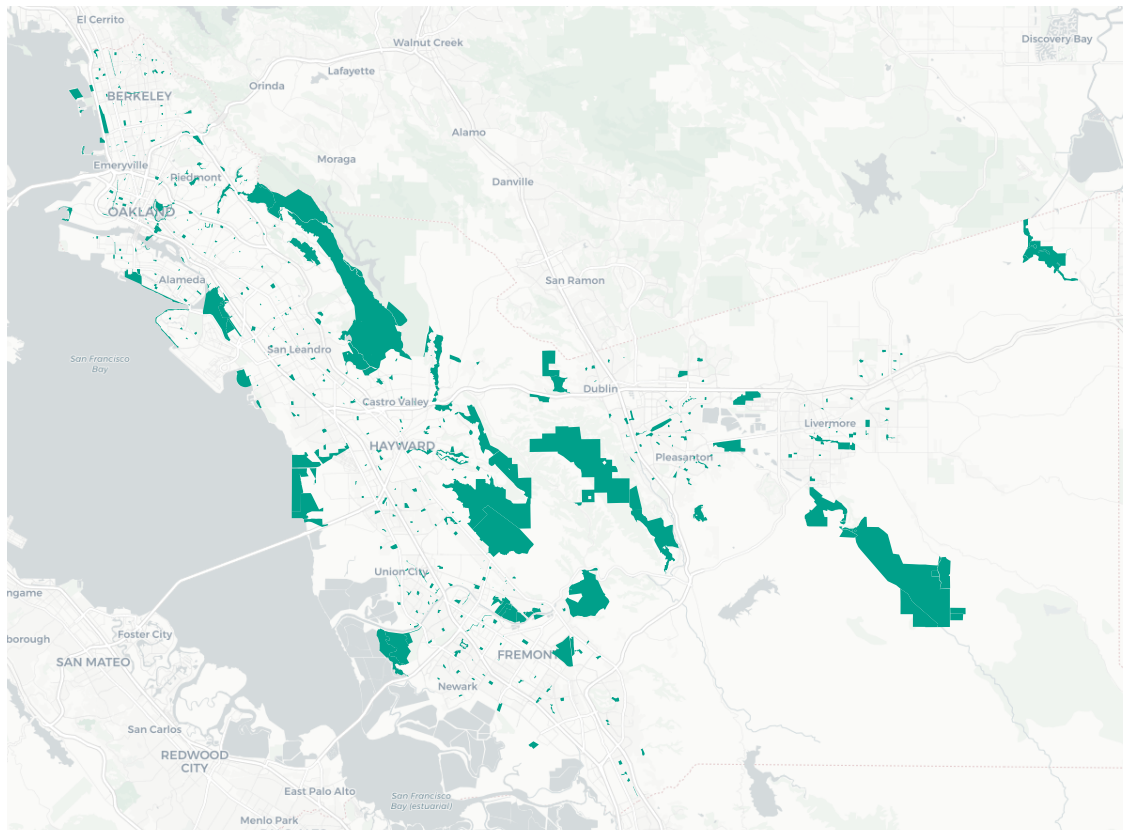 El Cerrito
Discovery Bay
Walnut Creek
Lafayette
Orinda
BERKELEY
Alamo
Moraga
Emeryville
Piedmont
Danville
OAKLAND
Alameda
San Ramon
San Leandro
San Francisco
Bay
Dublin
Castro Valley
Livermore
HAYWARD
Pleasanton
Union City
ngame
Foster City
borough
FREMONT
SAN MATEO
Newark
San Carlos
REDWOOD
CITY
East Palo Alto
San Francisco
Bay (estuarial)
Menlo Park